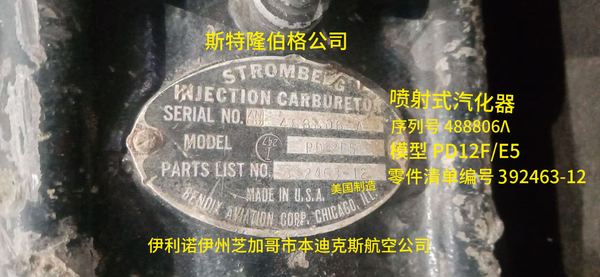 斯特隆伯格公司
STROMBERG
INJECTION CARBURETOR
SERIAL NO.
MODEL
PARTS LIST NO.
MADE IN U.S.A.
BENDIX AVIATION CORP. CHICAGO, ILL.
喷射式汽化器
序列号 488806Λ
模型 PD12F/E5
零件清单编号 392463-12
美国制造
伊利诺伊州芝加哥市本迪克斯航空公司